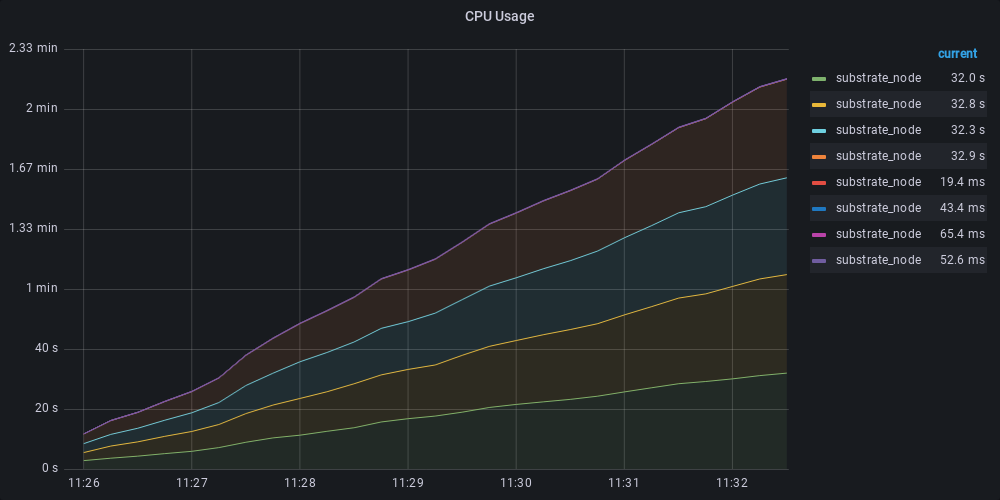 CPU Usage
2.33 min
2 min
1.67 min
1.33 min
1 min
40 s
20 s
0 s
11:26 11:27 11:28 11:29 11:30 11:31 11:32
current
substrate_node 32.0 s
substrate_node 32.8 s
substrate_node 32.3 s
substrate_node 32.9 s
substrate_node 19.4 ms
substrate_node 43.4 ms
substrate_node 65.4 ms
substrate_node 52.6 ms